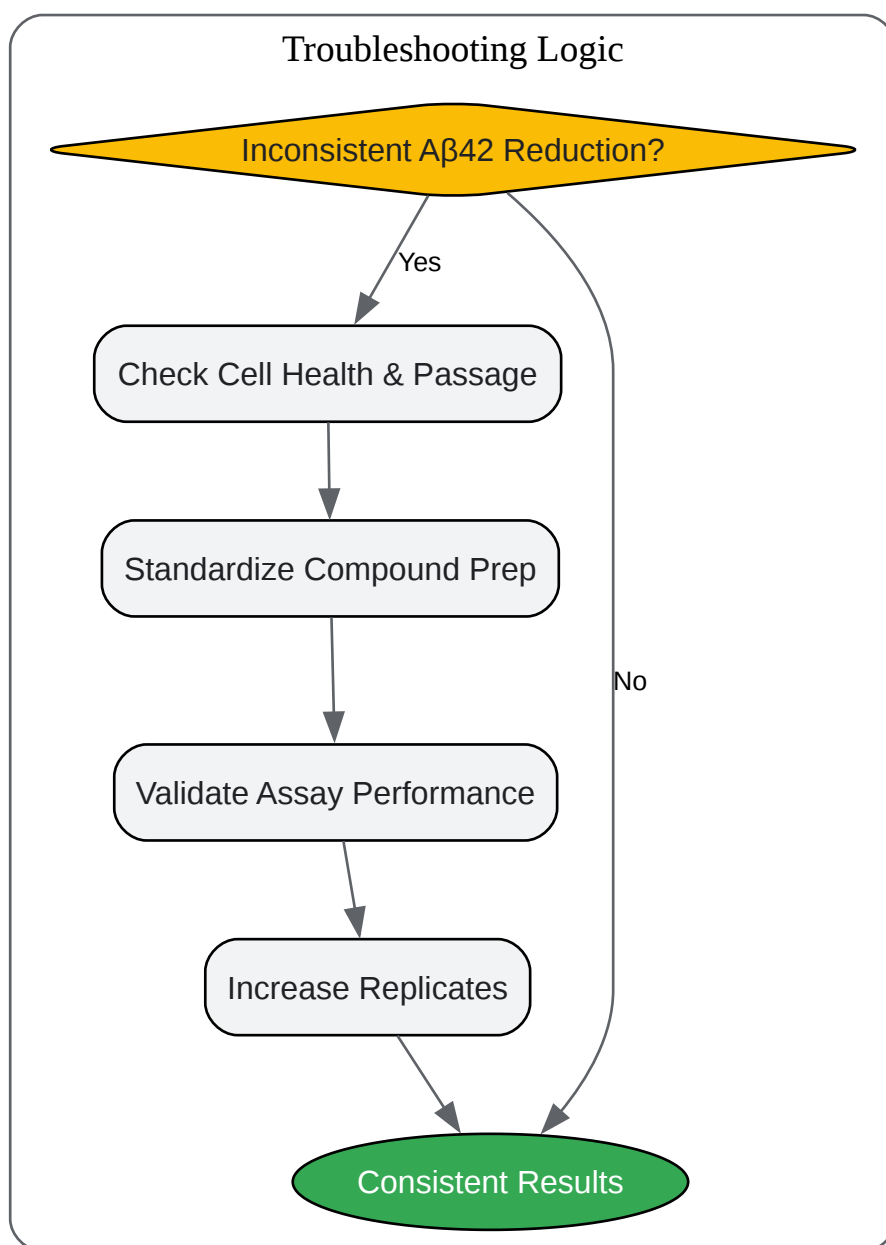 Troubleshooting Logic
Inconsistent Aβ42 Reduction?
Yes
Check Cell Health & Passage
Standardize Compound Prep
No
Validate Assay Performance
Increase Replicates
Consistent Results